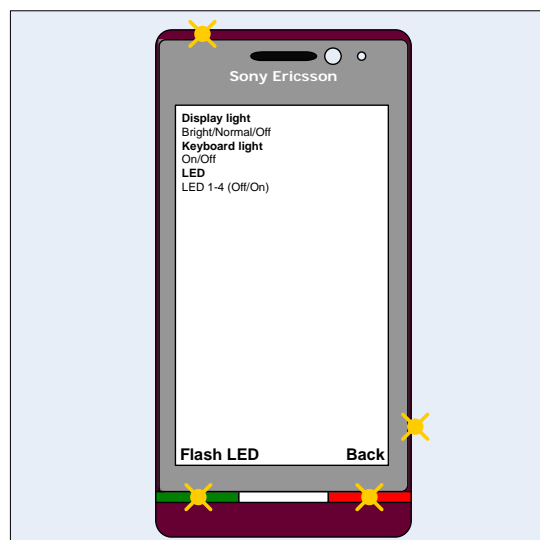 Sony Ericsson
Display light
Bright/Normal/Off
Keyboard light
On/Off
LED
LED 1-4 (Off/On)
Flash LED Back